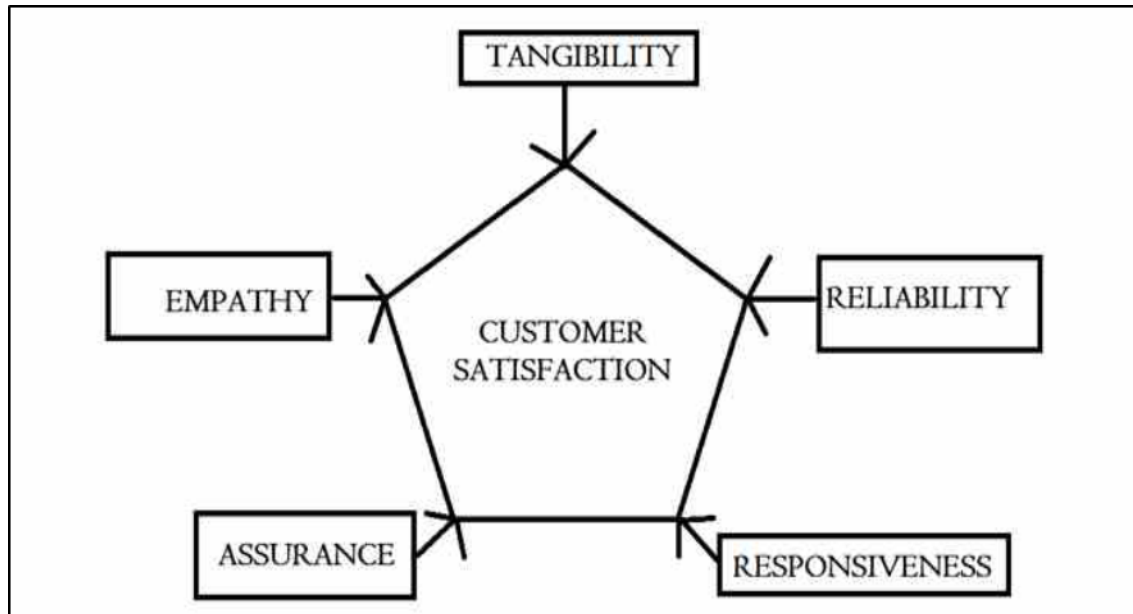 TANGIBILITY
EMPATHY
RELIABILITY
CUSTOMER
SATISFACTION
ASSURANCE
RESPONSIVENESS